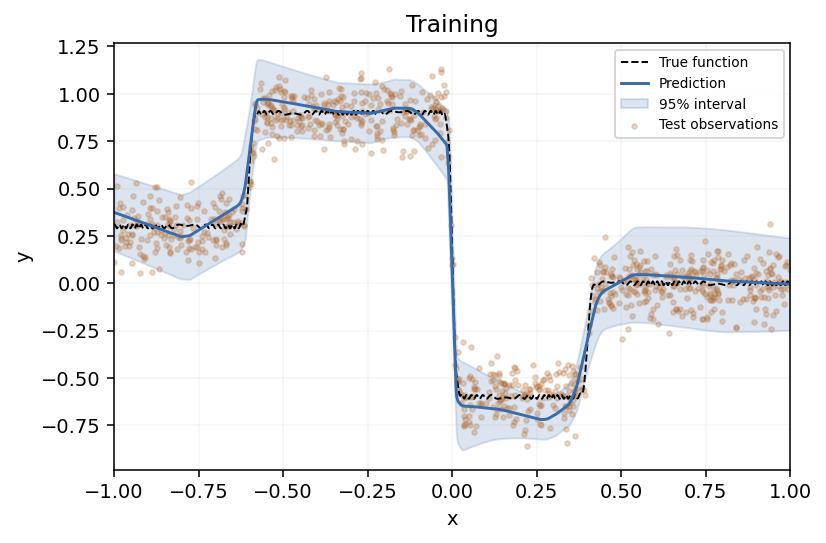 Training
1.25
1.00
0.75
0.50
0.25
0.00
−0.25
−0.50
−0.75
y
−1.00 −0.75 −0.50 −0.25 0.00 0.25 0.50 0.75 1.00
x
True function
Prediction
95% interval
Test observations